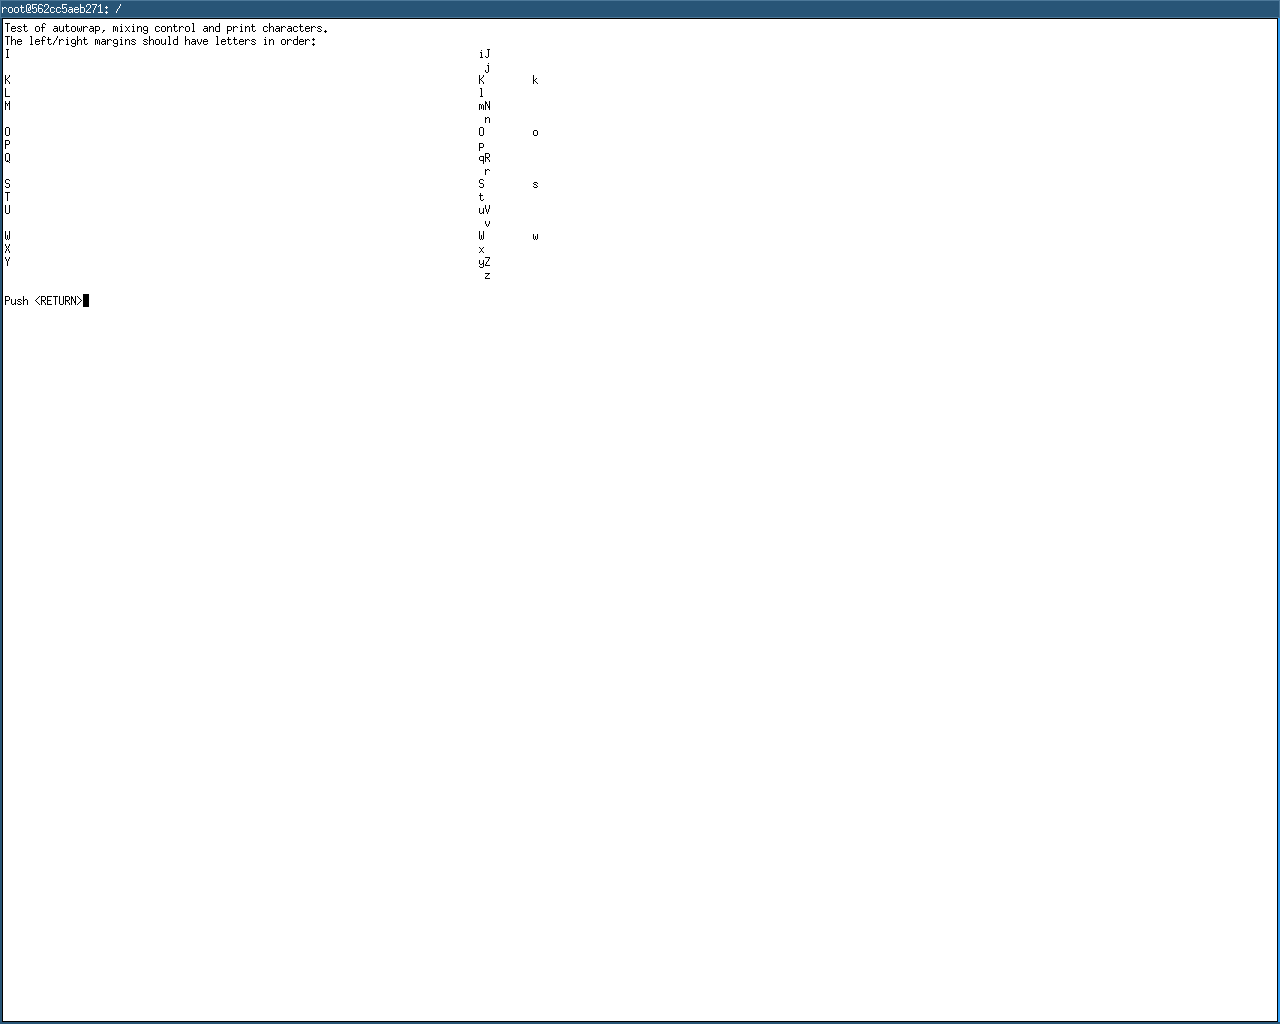 root@562cc5aeb271: /
Test of autowrap, mixing control and print characters.
The left/right margins should have letters in order:
I                                                                              iJ
                                                                                j
K                                                                              K        k
L                                                                              l
M                                                                              mN
                                                                                n
O                                                                              O        o
P                                                                              p
Q                                                                              qR
                                                                                r
S                                                                              S        s
T                                                                              t
U                                                                              uV
                                                                                v
W                                                                              W        w
X                                                                              x
Y                                                                              yZ
                                                                                z
Push <RETURN>